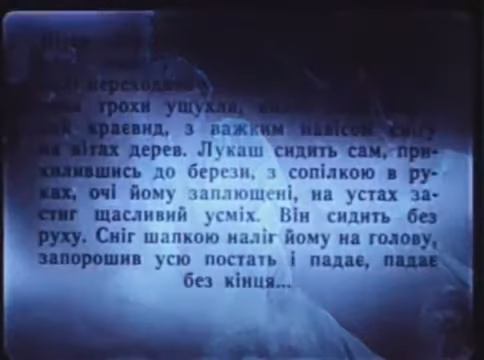 переходить
трохи ущухла,
краєвид, з важким навісом снігу
на вітах дерев. Лукаш сидить сам, при-
хилившись до берези, з сопілкою в ру-
ках, очі йому заплющені, на устах за-
стиг щасливий усміх. Він сидить без
руху. Сніг шапкою наліг йому на голову,
запорошив усю постать і падає, падає
без кінця...